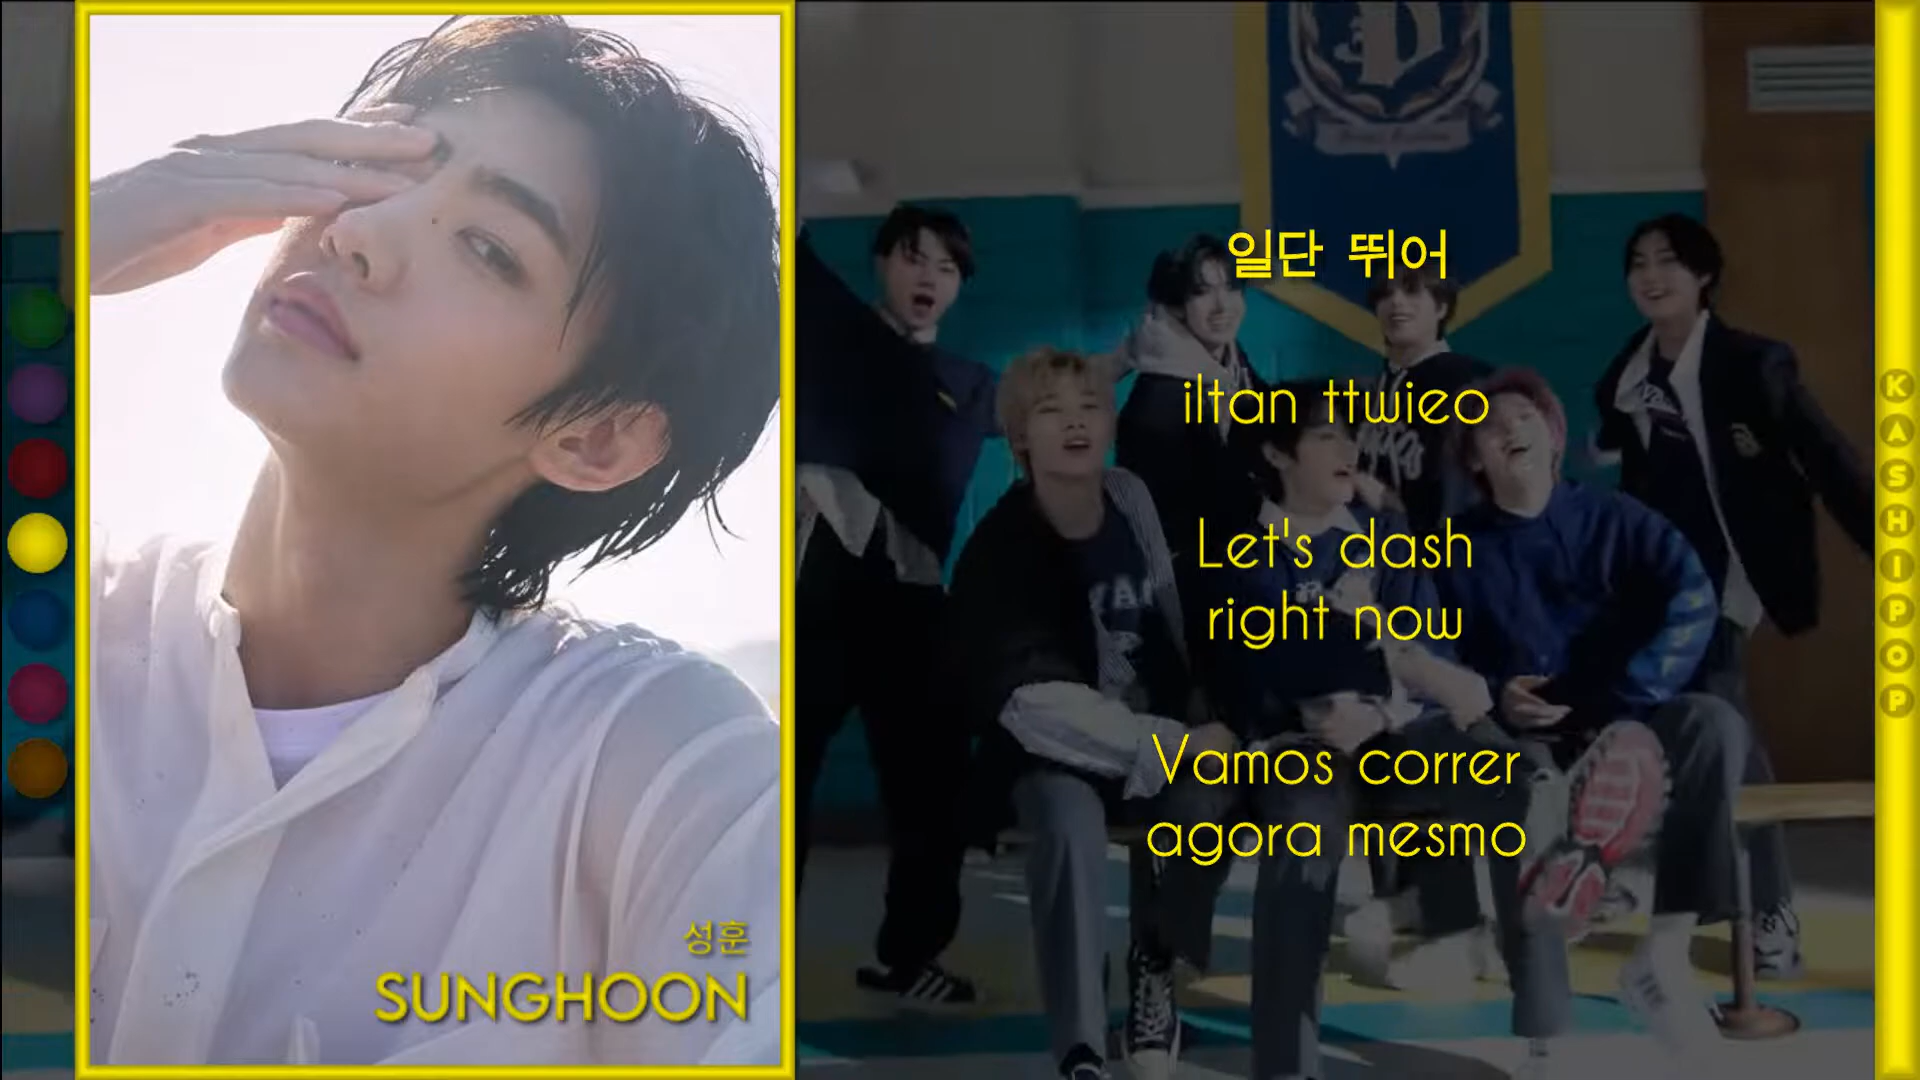 성훈
SUNGHOON
일단 뛰어
iltan ttwieo
Let's dash
right now
Vamos correr
agora mesmo
KASHIPOP